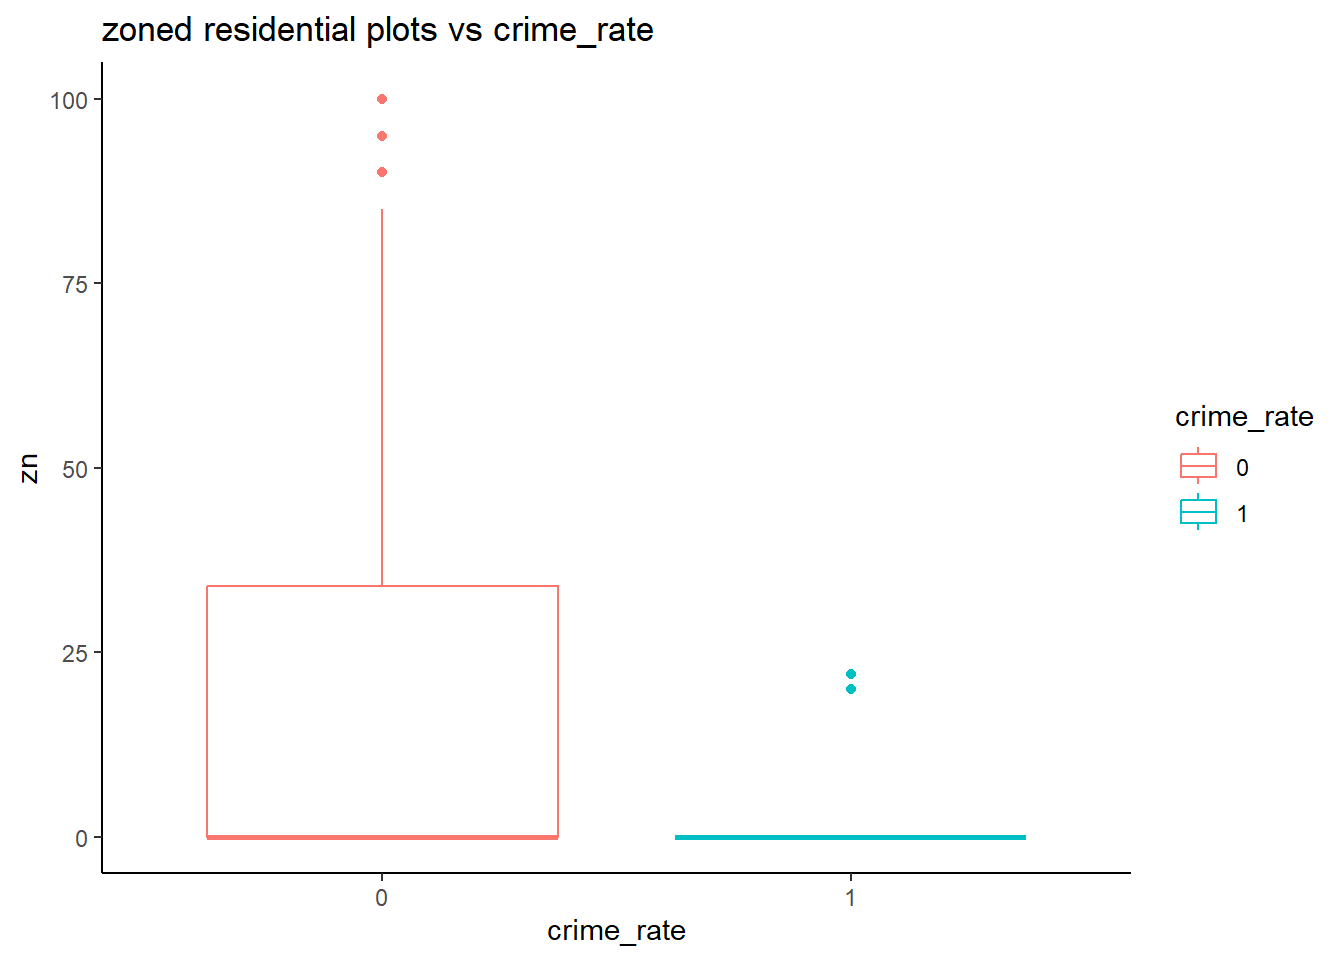 zoned residential plots vs crime_rate
100
75
50
25
0
zn
0
1
crime_rate
crime_rate
0
1